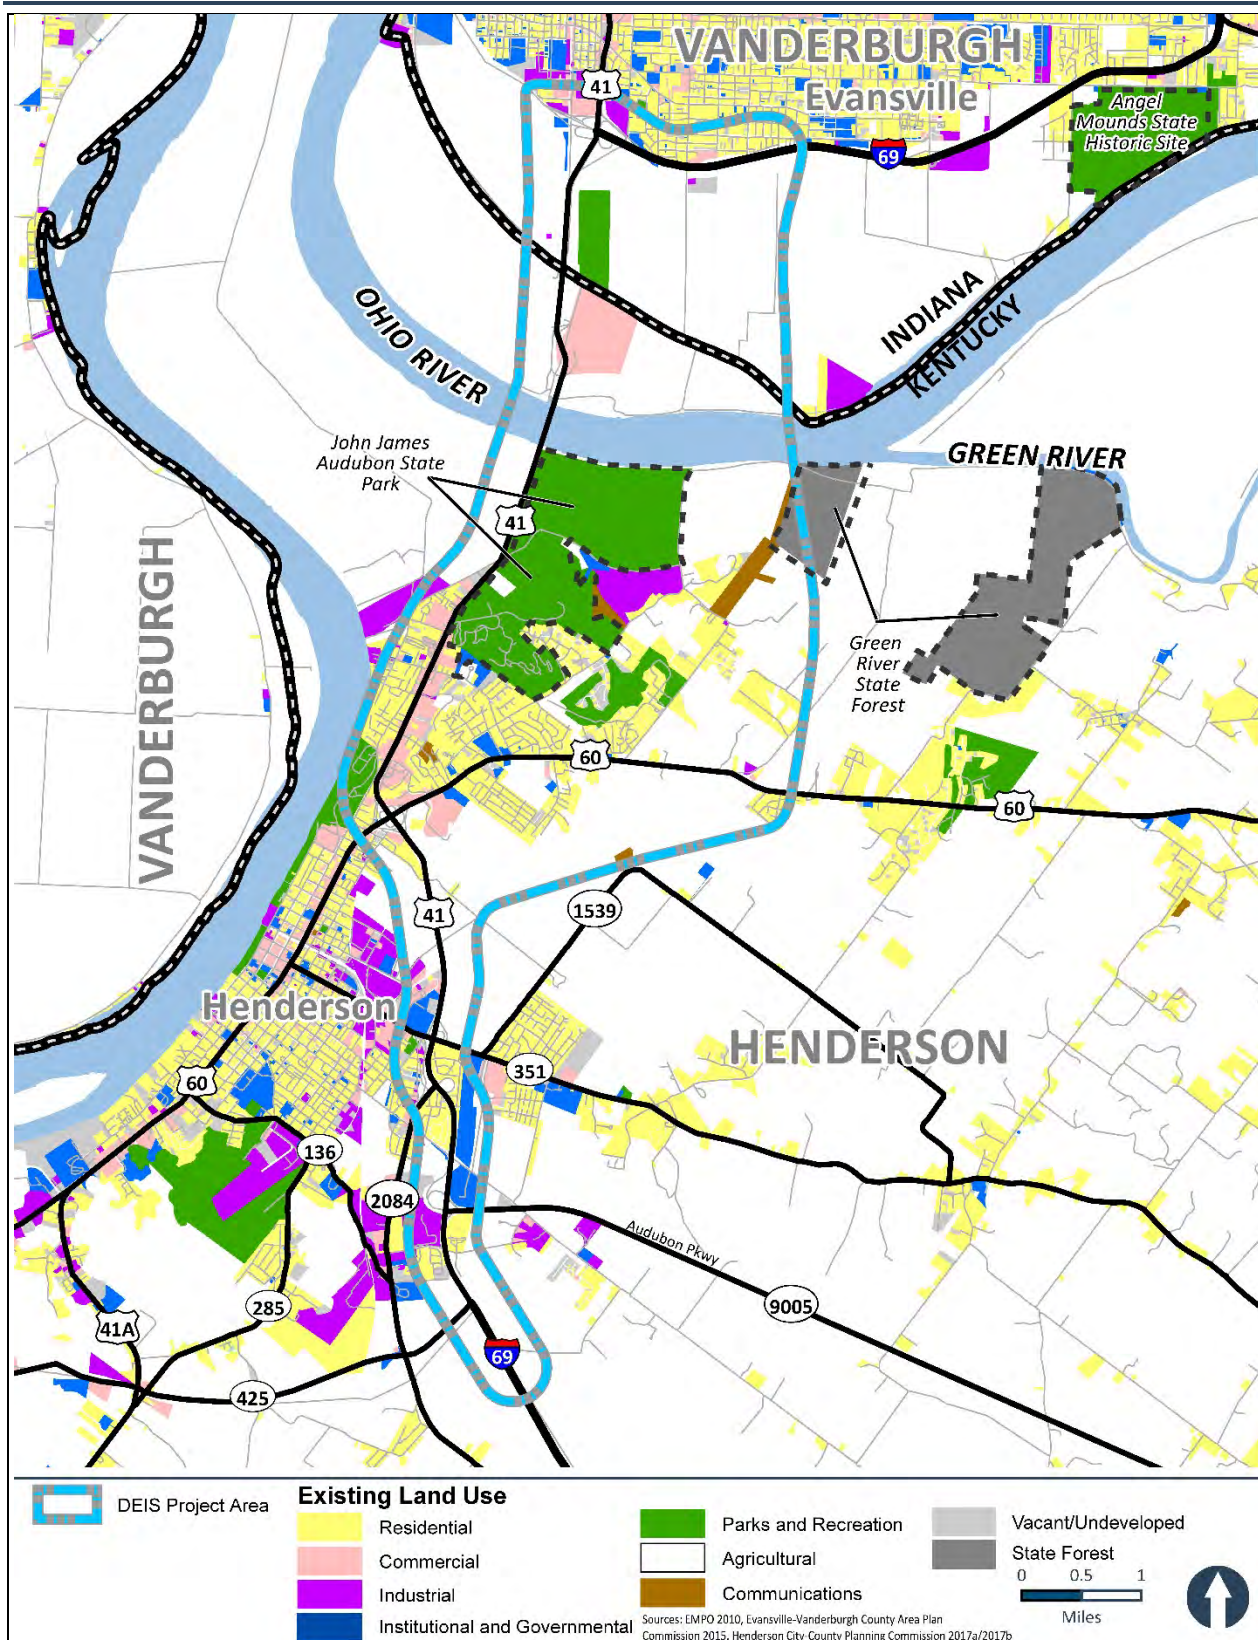 VANDERBURGH
Evansville
41
69
Angel
Mounds State
Historic Site
INDIANA
KENTUCKY
OHIO RIVER
GREEN RIVER
John James
Audubon State
Park
41
Green
River
State
Forest
VANDERBURGH
60
60
41
1539
Henderson
HENDERSON
351
60
136
2084
Audubon Pkwy
9005
285
41A
69
425
DEIS Project Area
Existing Land Use
Residential
Commercial
Industrial
Institutional and Governmental
Parks and Recreation
Agricultural
Communications
Vacant/Undeveloped
State Forest
0 0.5 1
Miles
Sources: EMPO 2010, Evansville-Vanderburgh County Area Plan
Commission 2015, Henderson City-County Planning Commission 2017a/2017b